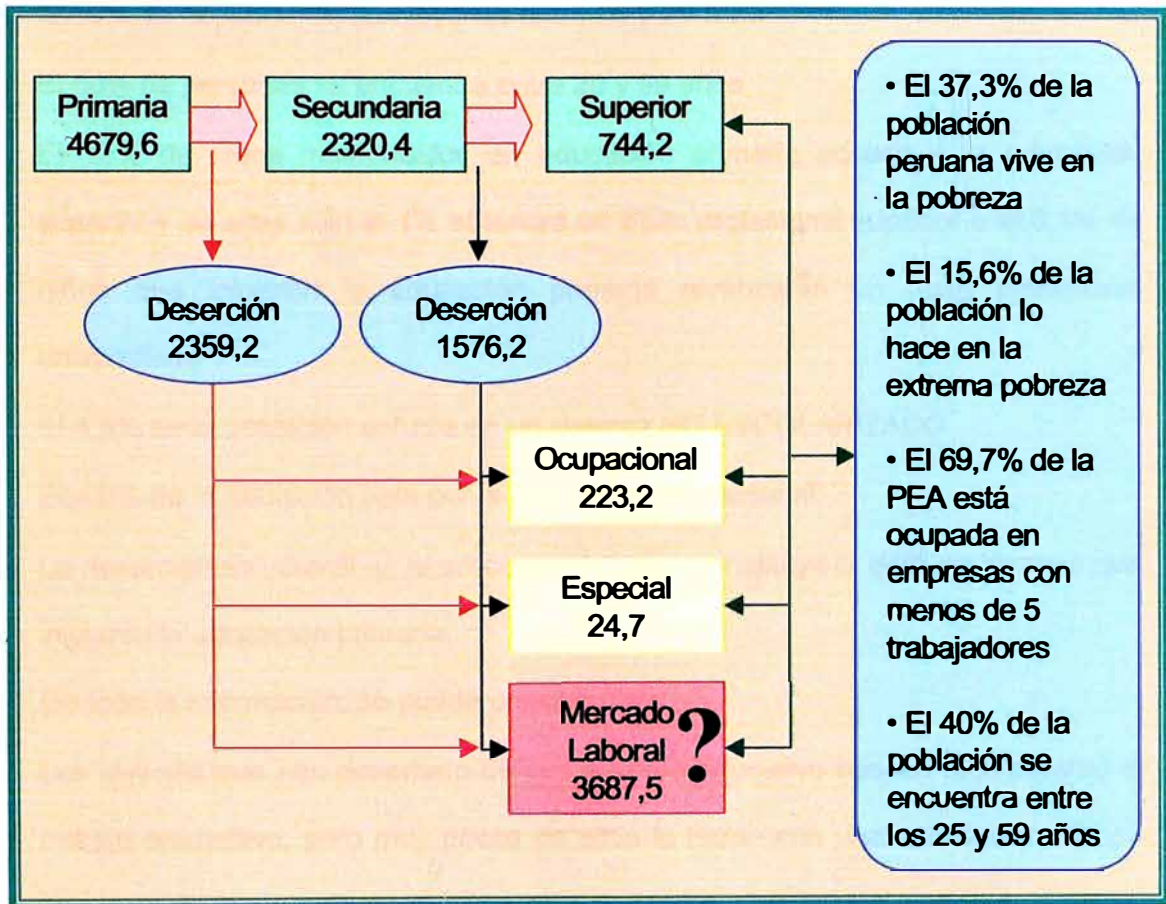 Primaria
4679,6
Secundaria
2320,4
Superior
744,2
Deserción
2359,2
Deserción
1576,2
Ocupacional
223,2
Especial
24,7
Mercado
Laboral
3687,5
?
• El 37,3% de la
población
peruana vive en
la pobreza
• El 15,6% de la
población lo
hace en la
extrema pobreza
• El 69,7% de la
PEA está
ocupada en
empresas con
menos de 5
trabajadores
• El 40% de la
población se
encuentra entre
los 25 y 59 años